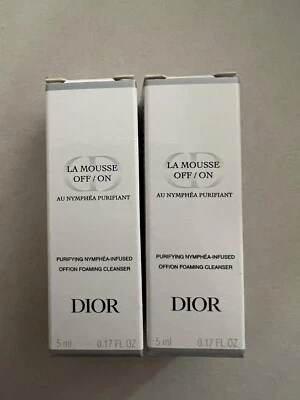 LA MOUSSE
OFF/ON
AU NYMPHÉA PURIFIANT
PURIFYING NYMPHÉA-INFUSED
OFF/ON FOAMING CLEANSER
DIOR
5 ml 0.17 FL OZ
LA MOUSSE
OFF/ON
AU NYMPHÉA PURIFIANT
PURIFYING NYMPHÉA-INFUSED
OFF/ON FOAMING CLEANSER
DIOR
5 ml 0.17 FL OZ